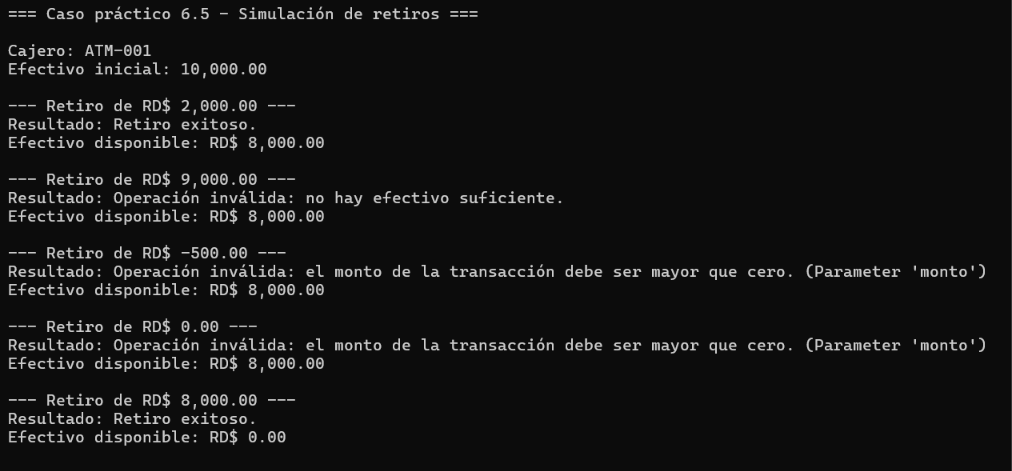 === Caso práctico 6.5 - Simulación de retiros ===
Cajero: ATM-001
Efectivo inicial: 10,000.00
--- Retiro de RD$ 2,000.00 ---
Resultado: Retiro exitoso.
Efectivo disponible: RD$ 8,000.00
--- Retiro de RD$ 9,000.00 ---
Resultado: Operación inválida: no hay efectivo suficiente.
Efectivo disponible: RD$ 8,000.00
--- Retiro de RD$ -500.00 ---
Resultado: Operación inválida: el monto de la transacción debe ser mayor que cero. (Parameter 'monto')
Efectivo disponible: RD$ 8,000.00
--- Retiro de RD$ 0.00 ---
Resultado: Operación inválida: el monto de la transacción debe ser mayor que cero. (Parameter 'monto')
Efectivo disponible: RD$ 8,000.00
--- Retiro de RD$ 8,000.00 ---
Resultado: Retiro exitoso.
Efectivo disponible: RD$ 0.00